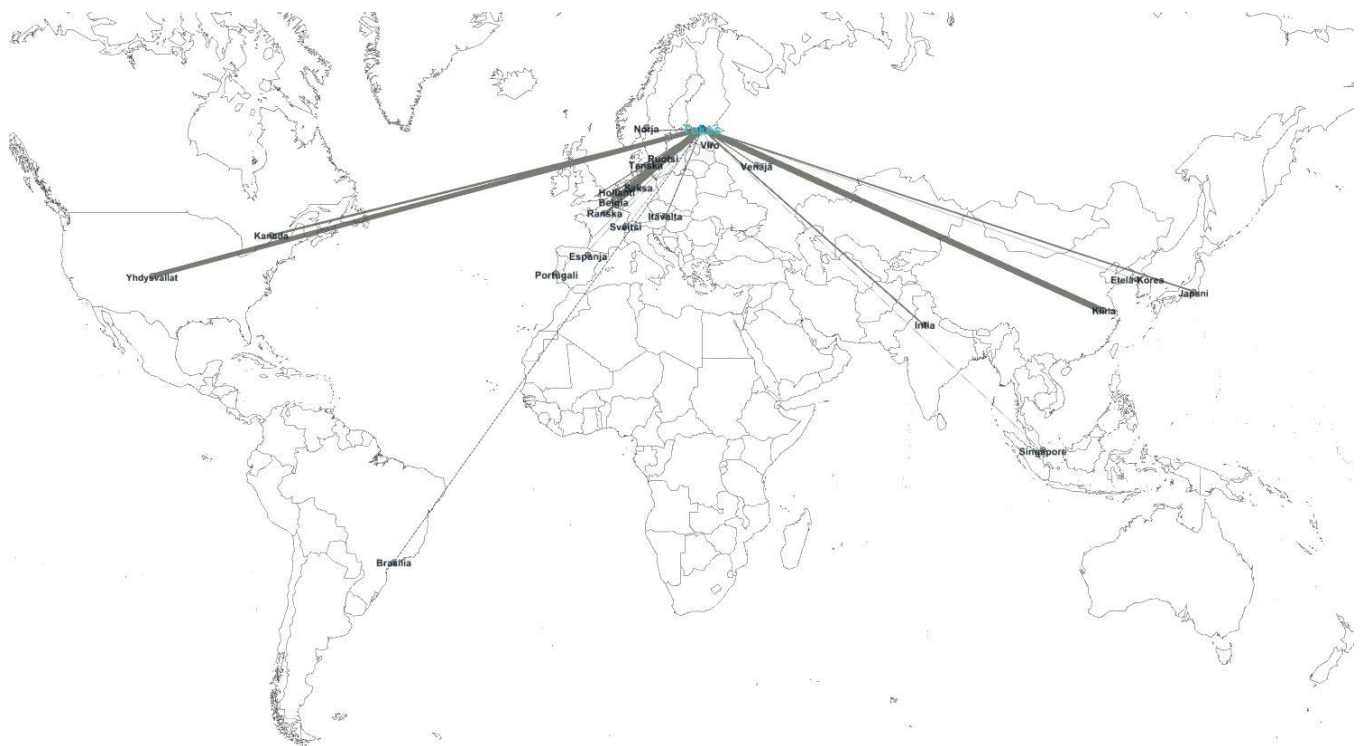 Norja
Tekes
Viro
Ruotsi
Tanska
Venäjä
Saksa
Hollanti
Belgia
Ranska
Itävalta
Sveitsi
Kanada
Espanja
Portugali
Yhdysvallat
Etelä-Korea
Japani
Kiina
Intia
Singapore
Brasilia